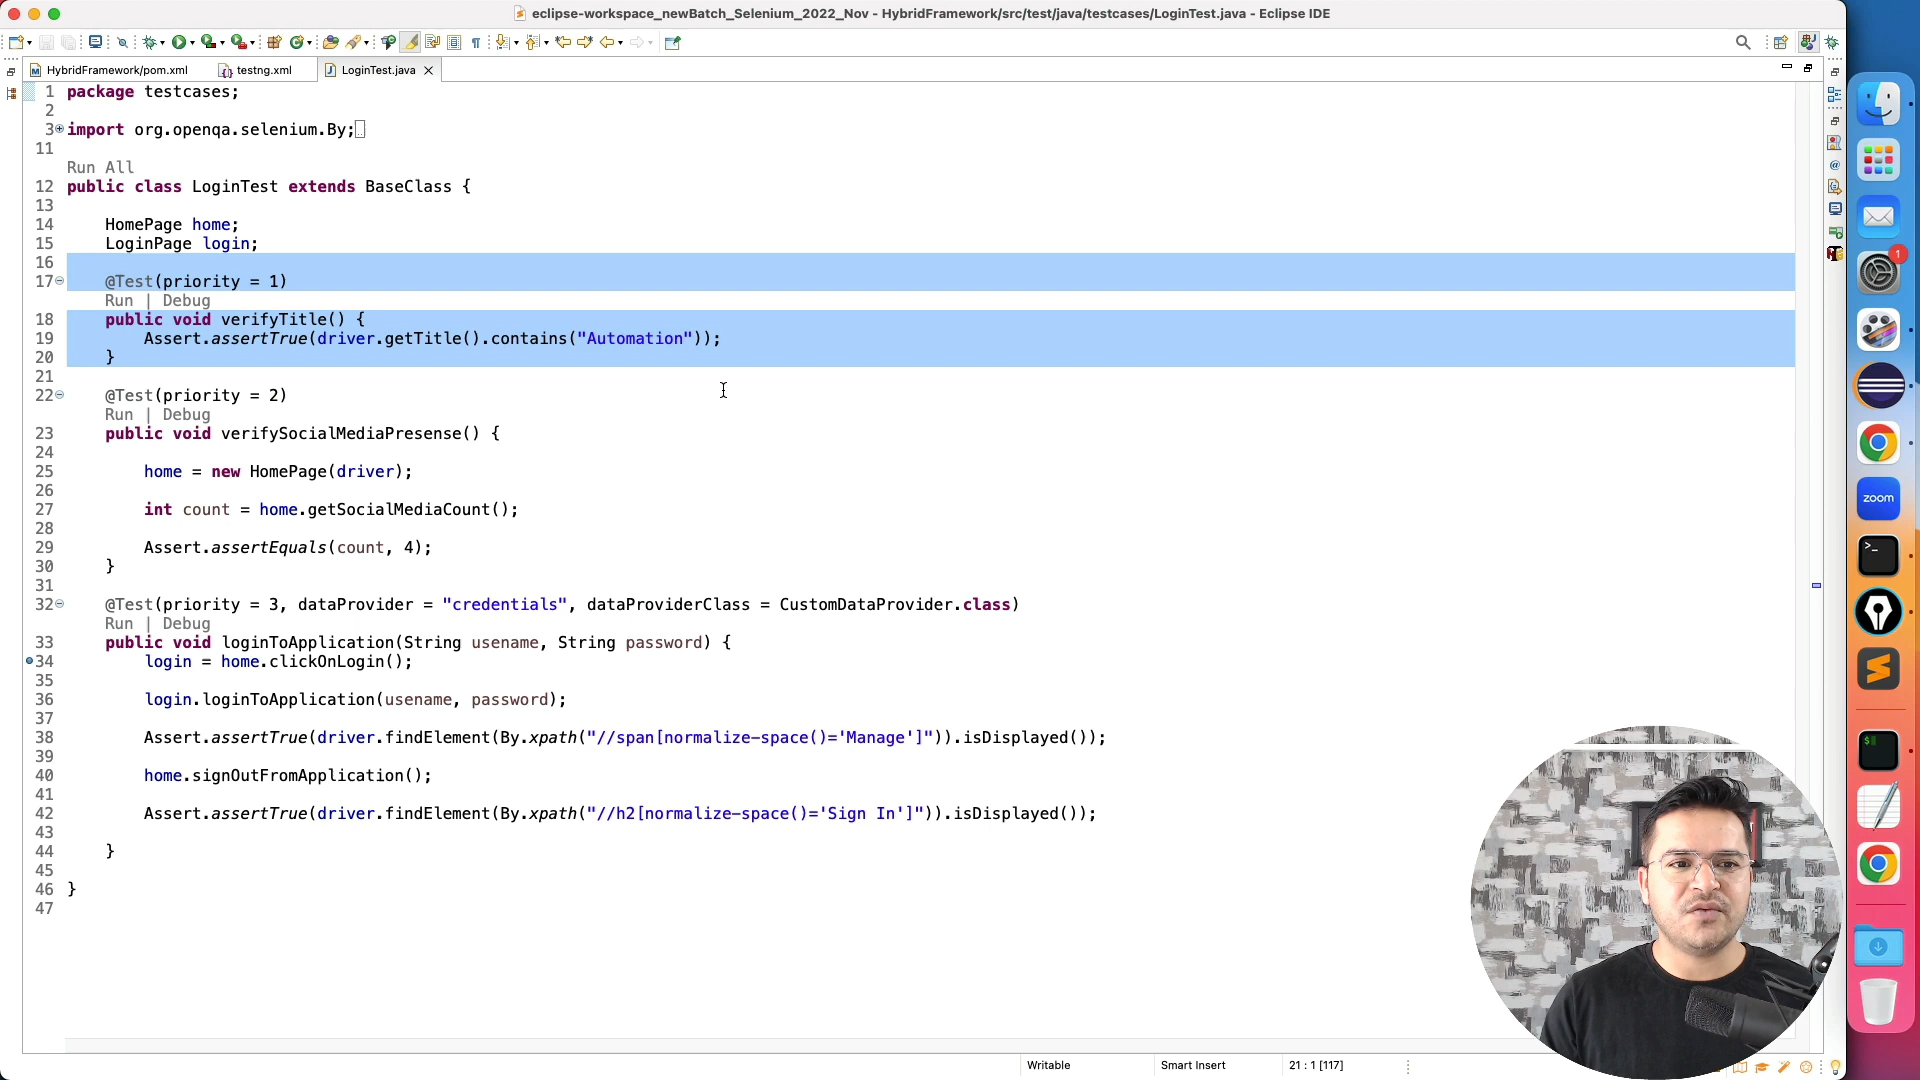 eclipse-workspace_newBatch_Selenium_2022_Nov - HybridFramework/src/test/java/testcases/LoginTest.java - Eclipse IDE
HybridFramework/pom.xml testng.xml LoginTest.java
1 package testcases;
2
3 import org.openqa.selenium.By;
11
Run All
12 public class LoginTest extends BaseClass {
13
14 HomePage home;
15 LoginPage login;
16
17 @Test(priority = 1)
Run | Debug
18 public void verifyTitle() {
19 Assert.assertTrue(driver.getTitle().contains("Automation"));
20 }
21
22 @Test(priority = 2)
Run | Debug
23 public void verifySocialMediaPresense() {
24
25 home = new HomePage(driver);
26
27 int count = home.getSocialMediaCount();
28
29 Assert.assertEquals(count, 4);
30 }
31
32 @Test(priority = 3, dataProvider = "credentials", dataProviderClass = CustomDataProvider.class)
Run | Debug
33 public void loginToApplication(String usename, String password) {
34 login = home.clickOnLogin();
35
36 login.loginToApplication(usename, password);
37
38 Assert.assertTrue(driver.findElement(By.xpath("//span[normalize-space()='Manage']")).isDisplayed());
39
40 home.signOutFromApplication();
41
42 Assert.assertTrue(driver.findElement(By.xpath("//h2[normalize-space()='Sign In']")).isDisplayed());
43
44 }
45
46 }
47
Writable Smart Insert 21 : 1 [117]
1
zoom